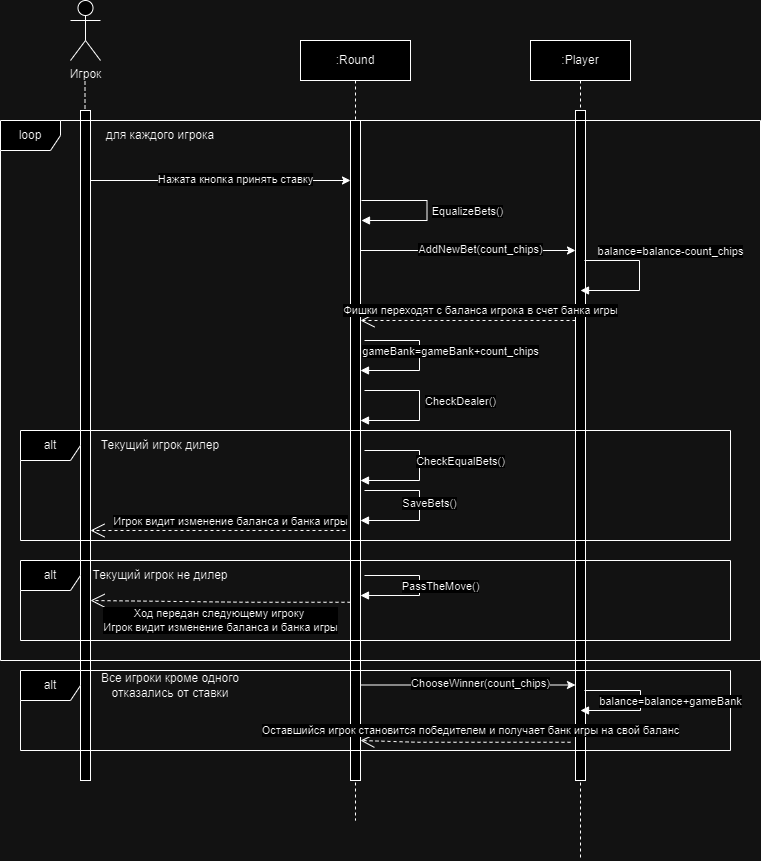 Игрок
:Round
:Player
loop
для каждого игрока
Нажата кнопка принять ставку
EqualizeBets()
AddNewBet(count_chips)
balance=balance-count_chips
Фишки переходят с баланса игрока в счет банка игры
gameBank=gameBank+count_chips
CheckDealer()
alt
Текущий игрок дилер
CheckEqualBets()
SaveBets()
Игрок видит изменение баланса и банка игры
alt
Текущий игрок не дилер
PassTheMove()
Ход передан следующему игроку
Игрок видит изменение баланса и банка игры
alt
Все игроки кроме одного
отказались от ставки
ChooseWinner(count_chips)
balance=balance+gameBank
Оставшийся игрок становится победителем и получает банк игры на свой баланс